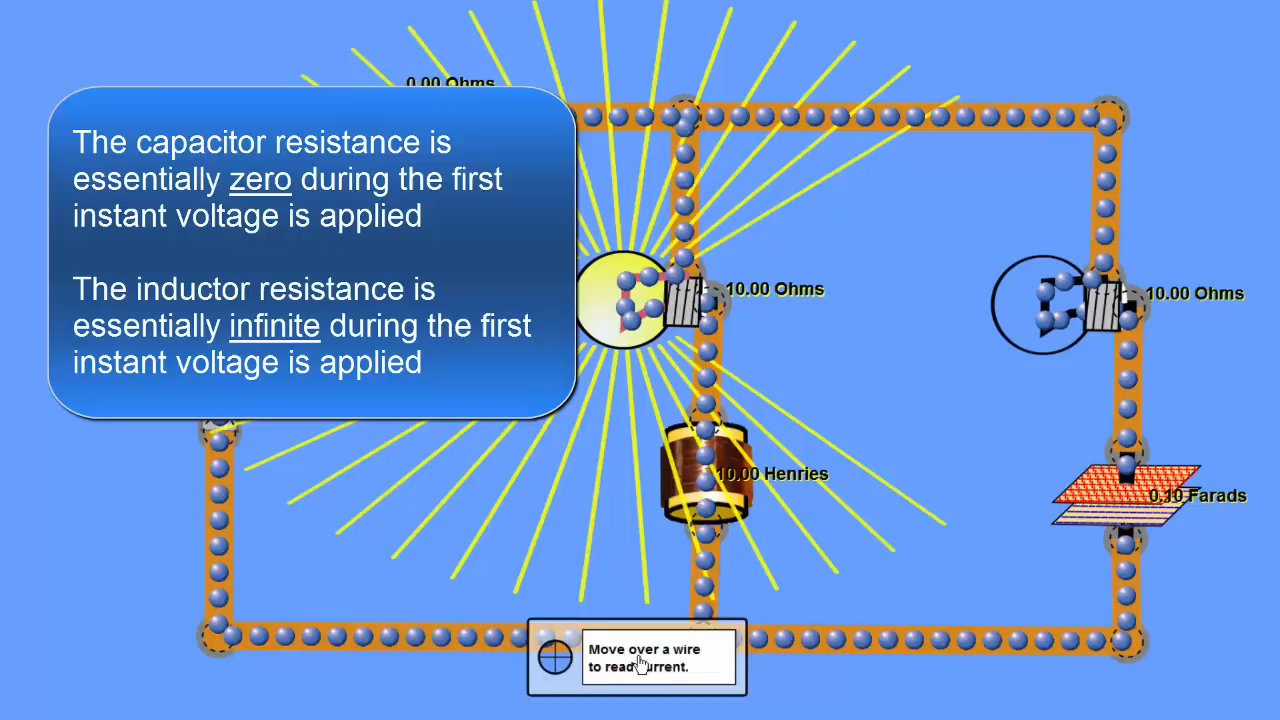 0.00 Ohms
The capacitor resistance is
essentially zero during the first
instant voltage is applied
The inductor resistance is
essentially infinite during the first
instant voltage is applied
10.00 Ohms
10.00 Ohms
10.00 Henries
0.10 Farads
Move over a wire
to read current.